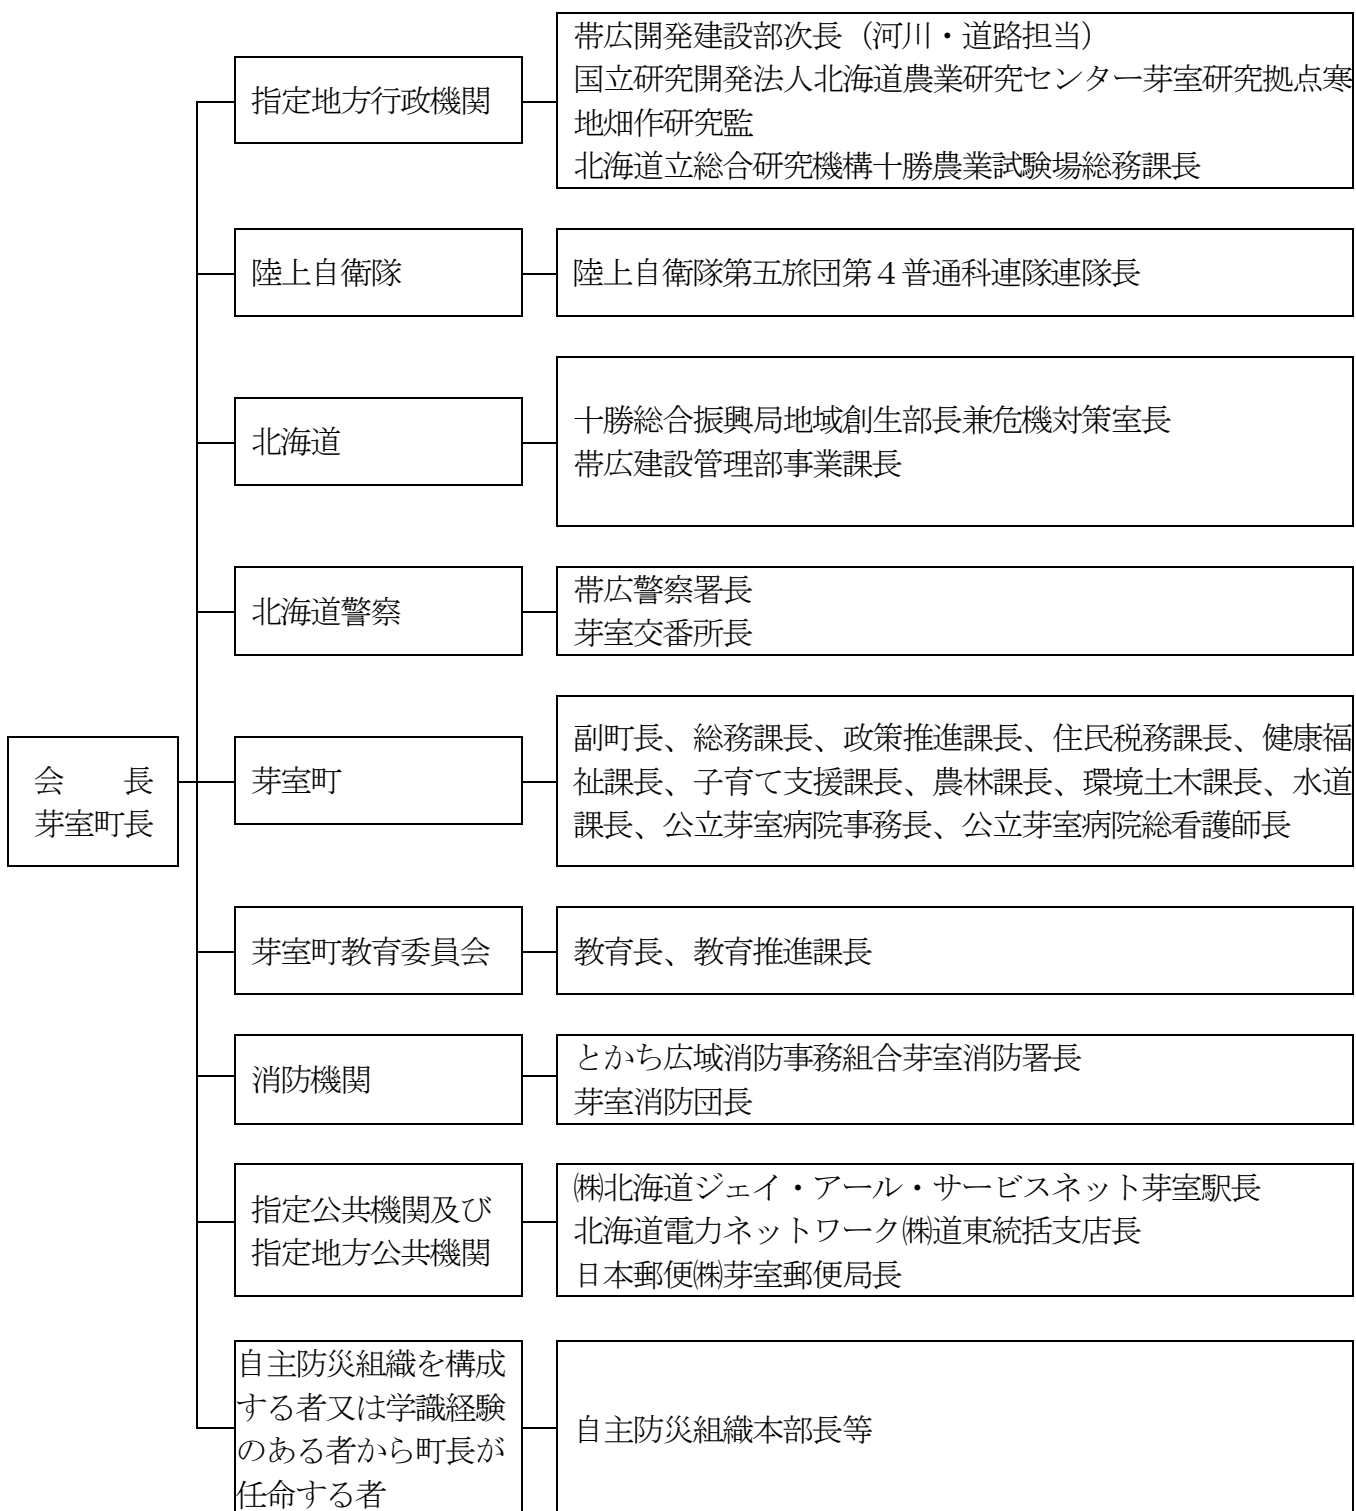 帯広開発建設部次長（河川・道路担当）
国立研究開発法人北海道農業研究センター芽室研究拠点寒
地畑作研究監
北海道立総合研究機構十勝農業試験場総務課長
指定地方行政機関
陸上自衛隊
陸上自衛隊第五旅団第４普通科連隊連隊長
北海道
十勝総合振興局地域創生部長兼危機対策室長
帯広建設管理部事業課長
北海道警察
帯広警察署長
芽室交番所長
会　　長
芽室町長
芽室町
副町長、総務課長、政策推進課長、住民税務課長、健康福
祉課長、子育て支援課長、農林課長、環境土木課長、水道
課長、公立芽室病院事務長、公立芽室病院総看護師長
芽室町教育委員会
教育長、教育推進課長
消防機関
とかち広域消防事務組合芽室消防署長
芽室消防団長
指定公共機関及び
指定地方公共機関
㈱北海道ジェイ・アール・サービスネット芽室駅長
北海道電力ネットワーク㈱道東統括支店長
日本郵便㈱芽室郵便局長
自主防災組織を構成
する者又は学識経験
のある者から町長が
任命する者
自主防災組織本部長等